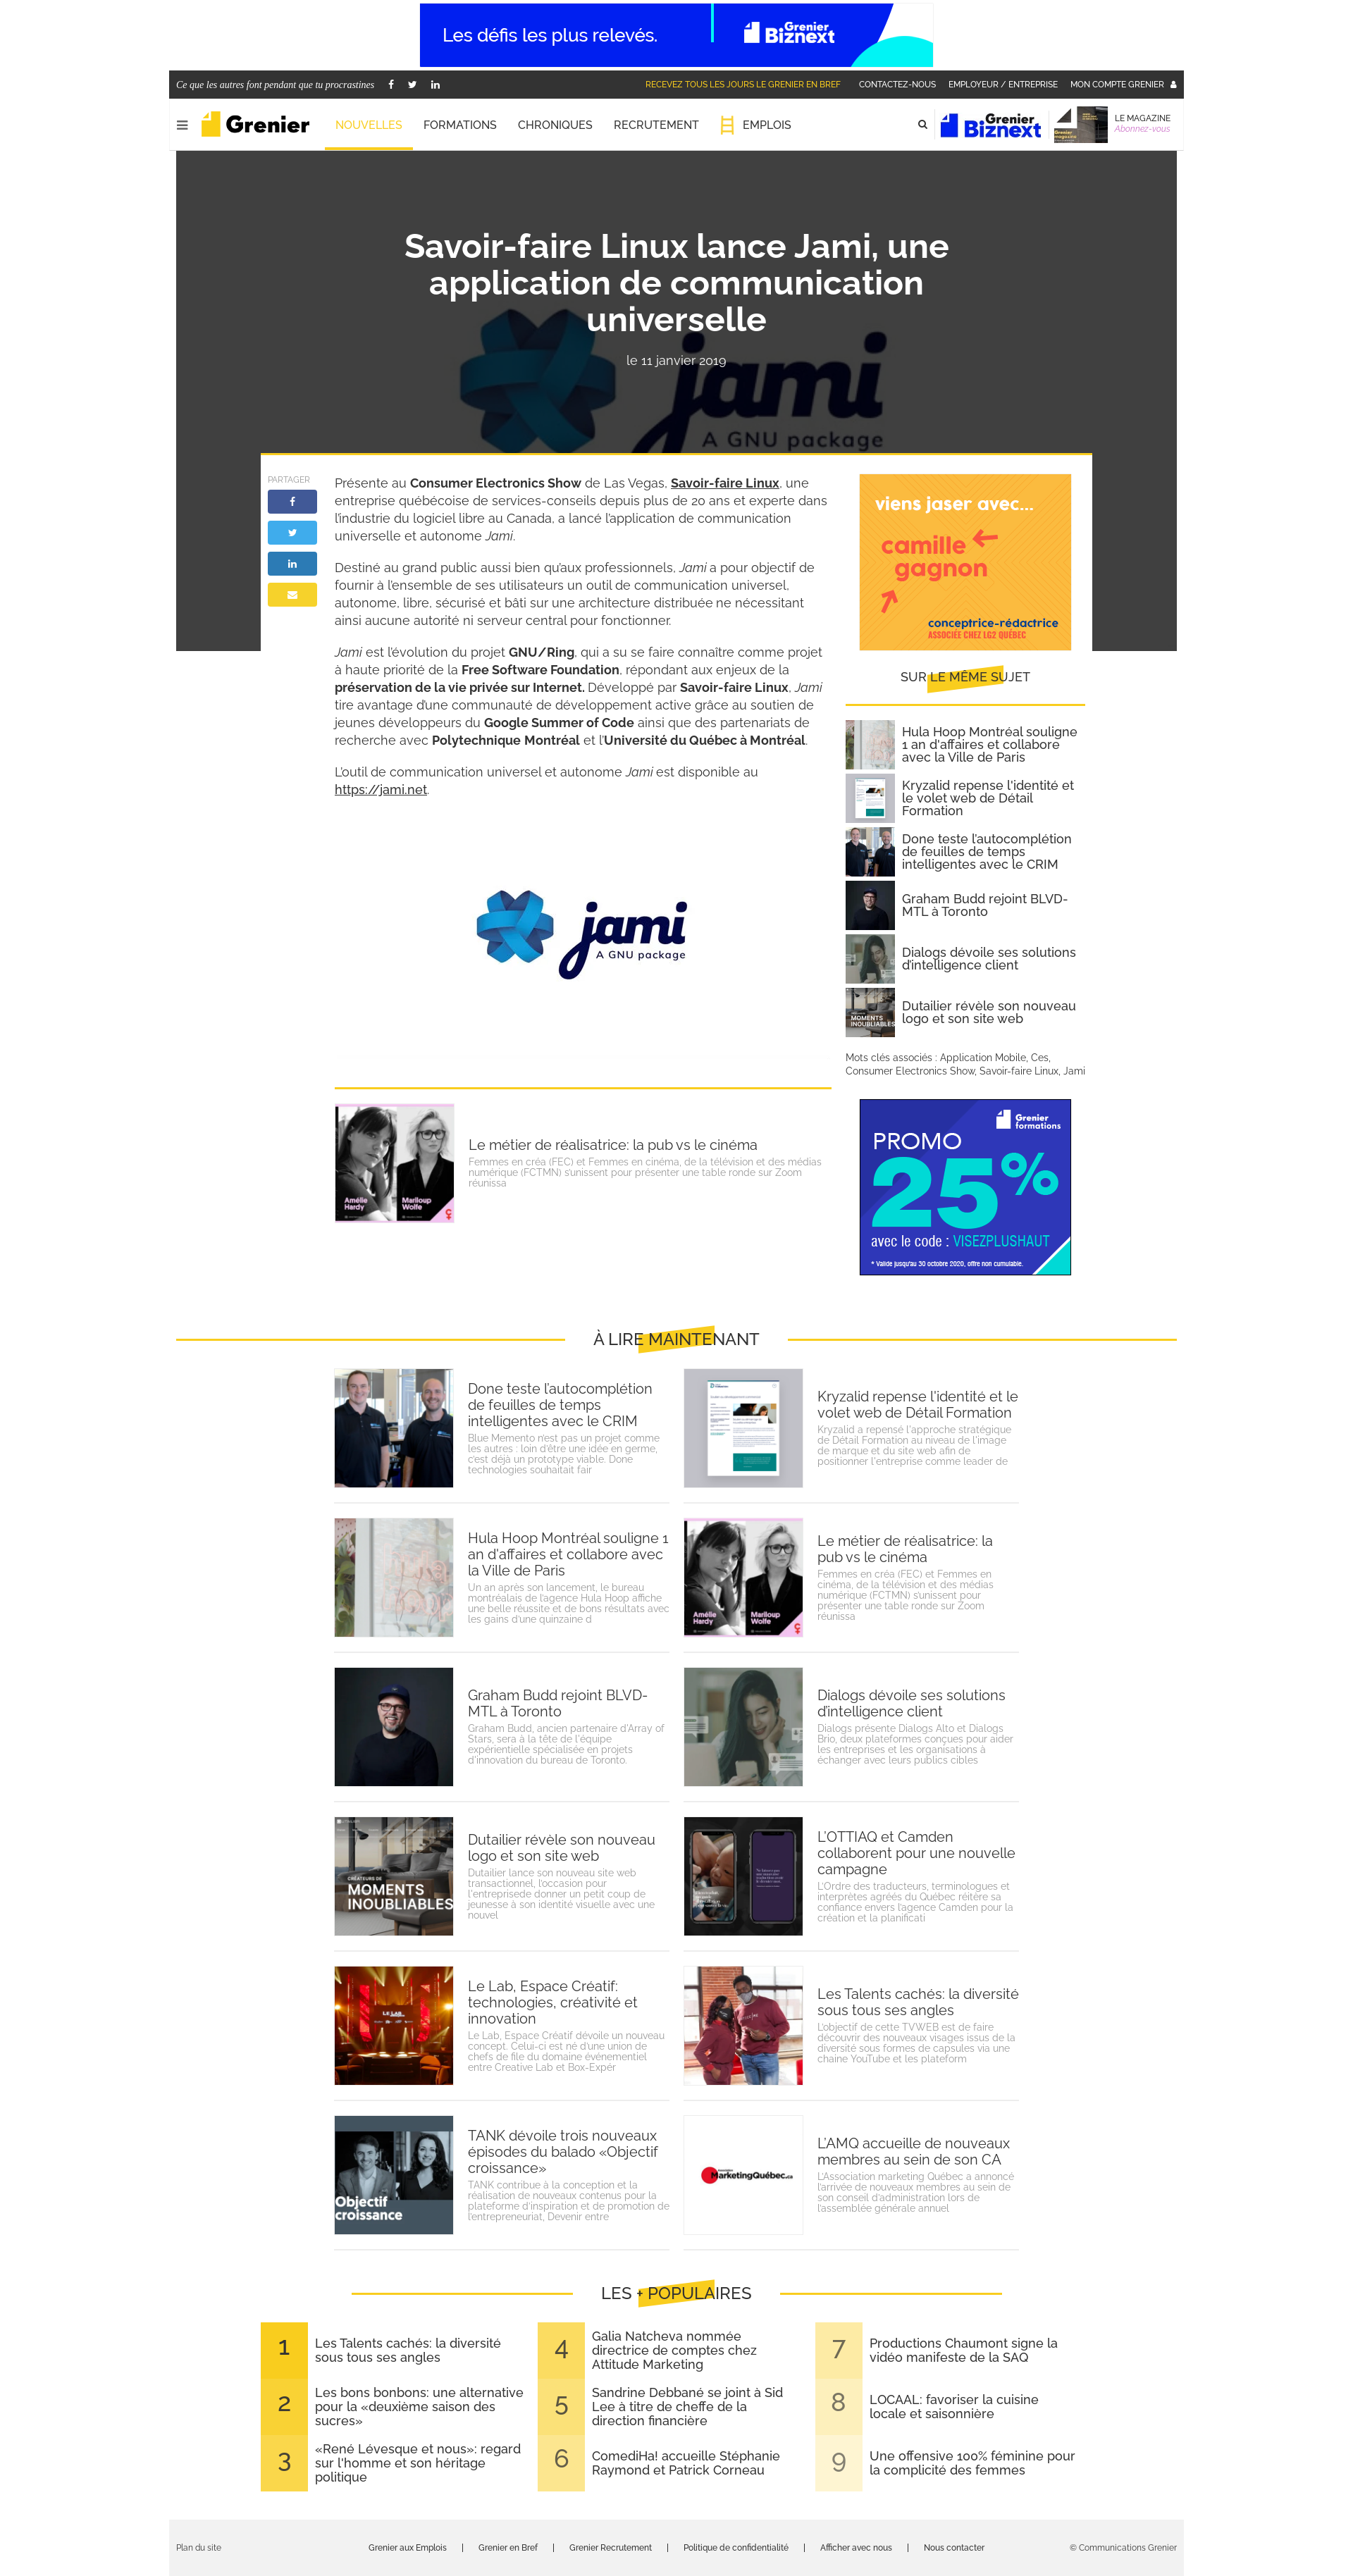 Les défis les plus relevés.
Grenier
Biznext
Ce que les autres font pendant que tu procrastines
RECEVEZ TOUS LES JOURS LE GRENIER EN BREF
CONTACTEZ-NOUS
EMPLOYEUR / ENTREPRISE
MON COMPTE GRENIER
Grenier
NOUVELLES
FORMATIONS
CHRONIQUES
RECRUTEMENT
EMPLOIS
Grenier
Biznext
Grenier
magazine
LE MAGAZINE
Abonnez-vous
Savoir-faire Linux lance Jami, une
application de communication
universelle
le 11 janvier 2019
jami
A GNU package
PARTAGER
Présente au Consumer Electronics Show de Las Vegas, Savoir-faire Linux, une
entreprise québécoise de services-conseils depuis plus de 20 ans et experte dans
l’industrie du logiciel libre au Canada, a lancé l’application de communication
universelle et autonome Jami.
Destiné au grand public aussi bien qu’aux professionnels, Jami a pour objectif de
fournir à l’ensemble de ses utilisateurs un outil de communication universel,
autonome, libre, sécurisé et bâti sur une architecture distribuée ne nécessitant
ainsi aucune autorité ni serveur central pour fonctionner.
Jami est l’évolution du projet GNU/Ring, qui a su se faire connaître comme projet
à haute priorité de la Free Software Foundation, répondant aux enjeux de la
préservation de la vie privée sur Internet. Développé par Savoir-faire Linux, Jami
tire avantage d’une communauté de développement active grâce au soutien de
jeunes développeurs du Google Summer of Code ainsi que des partenariats de
recherche avec Polytechnique Montréal et l’Université du Québec à Montréal.
L’outil de communication universel et autonome Jami est disponible au
https://jami.net.
jami
A GNU package
viens jaser avec...
camille
gagnon
conceptrice-rédactrice
ASSOCIÉE CHEZ LG2 QUÉBEC
SUR LE MÊME SUJET
Hula Hoop Montréal souligne
1 an d'affaires et collabore
avec la Ville de Paris
Kryzalid repense l'identité et
le volet web de Détail
Formation
Done teste l’autocomplétion
de feuilles de temps
intelligentes avec le CRIM
Graham Budd rejoint BLVD-
MTL à Toronto
Dialogs dévoile ses solutions
d’intelligence client
MOMENTS
INOUBLIABLES
Dutailier révèle son nouveau
logo et son site web
Mots clés associés : Application Mobile, Ces,
Consumer Electronics Show, Savoir-faire Linux, Jami
Grenier
formations
PROMO
25%
avec le code : VISEZPLUSHAUT
* Valide jusqu'au 30 octobre 2020, offre non cumulable.
Amélie
Hardy
Mariloup
Wolfe
Le métier de réalisatrice: la pub vs le cinéma
Femmes en créa (FEC) et Femmes en cinéma, de la télévision et des médias
numérique (FCTMN) s’unissent pour présenter une table ronde sur Zoom
réunissa
À LIRE MAINTENANT
Done teste l’autocomplétion
de feuilles de temps
intelligentes avec le CRIM
Blue Memento n’est pas un projet comme
les autres : loin d’être une idée en germe,
c’est déjà un prototype viable. Done
technologies souhaitait fair
Kryzalid repense l'identité et le
volet web de Détail Formation
Kryzalid a repensé l'approche stratégique
de Détail Formation au niveau de l'image
de marque et du site web afin de
positionner l'entreprise comme leader de
Hula Hoop Montréal souligne 1
an d'affaires et collabore avec
la Ville de Paris
Un an après son lancement, le bureau
montréalais de l’agence Hula Hoop affiche
une belle réussite et de bons résultats avec
les gains d’une quinzaine d
Amélie
Hardy
Mariloup
Wolfe
Le métier de réalisatrice: la
pub vs le cinéma
Femmes en créa (FEC) et Femmes en
cinéma, de la télévision et des médias
numérique (FCTMN) s’unissent pour
présenter une table ronde sur Zoom
réunissa
Graham Budd rejoint BLVD-
MTL à Toronto
Graham Budd, ancien partenaire d'Array of
Stars, sera à la tête de l'équipe
expérientielle spécialisée en projets
d'innovation du bureau de Toronto.
Dialogs dévoile ses solutions
d’intelligence client
Dialogs présente Dialogs Alto et Dialogs
Brio, deux plateformes conçues pour aider
les entreprises et les organisations à
échanger avec leurs publics cibles
CRÉATEURS DE
MOMENTS
INOUBLIABLES
Dutailier révèle son nouveau
logo et son site web
Dutailier lance son nouveau site web
transactionnel, l’occasion pour
l'entreprisede donner un petit coup de
jeunesse à son identité visuelle avec une
nouvel
L’OTTIAQ et Camden
collaborent pour une nouvelle
campagne
L’Ordre des traducteurs, terminologues et
interprètes agréés du Québec réitère sa
confiance envers l’agence Camden pour la
création et la planificati
LE LAB
Le Lab, Espace Créatif:
technologies, créativité et
innovation
Le Lab, Espace Créatif dévoile un nouveau
concept. Celui-ci est né d’une union de
chefs de file du domaine événementiel
entre Creative Lab et Box-Expér
Les Talents cachés: la diversité
sous tous ses angles
L’objectif de cette TVWEB est de faire
découvrir des nouveaux visages issus de la
diversité sous formes de capsules via une
chaine YouTube et les plateform
Objectif
croissance
TANK dévoile trois nouveaux
épisodes du balado «Objectif
croissance»
TANK contribue à la conception et la
réalisation de nouveaux contenus pour la
plateforme d’inspiration et de promotion de
l’entrepreneuriat, Devenir entre
MarketingQuébec.ca
L’AMQ accueille de nouveaux
membres au sein de son CA
L’Association marketing Québec a annoncé
l’arrivée de nouveaux membres au sein de
son conseil d’administration lors de
l’assemblée générale annuel
LES + POPULAIRES
1
Les Talents cachés: la diversité
sous tous ses angles
2
Les bons bonbons: une alternative
pour la «deuxième saison des
sucres»
3
«René Lévesque et nous»: regard
sur l'homme et son héritage
politique
4
Galia Natcheva nommée
directrice de comptes chez
Attitude Marketing
5
Sandrine Debbané se joint à Sid
Lee à titre de cheffe de la
direction financière
6
ComediHa! accueille Stéphanie
Raymond et Patrick Corneau
7
Productions Chaumont signe la
vidéo manifeste de la SAQ
8
LOCAAL: favoriser la cuisine
locale et saisonnière
9
Une offensive 100% féminine pour
la complicité des femmes
Plan du site
Grenier aux Emplois | Grenier en Bref | Grenier Recrutement | Politique de confidentialité | Afficher avec nous | Nous contacter
© Communications Grenier